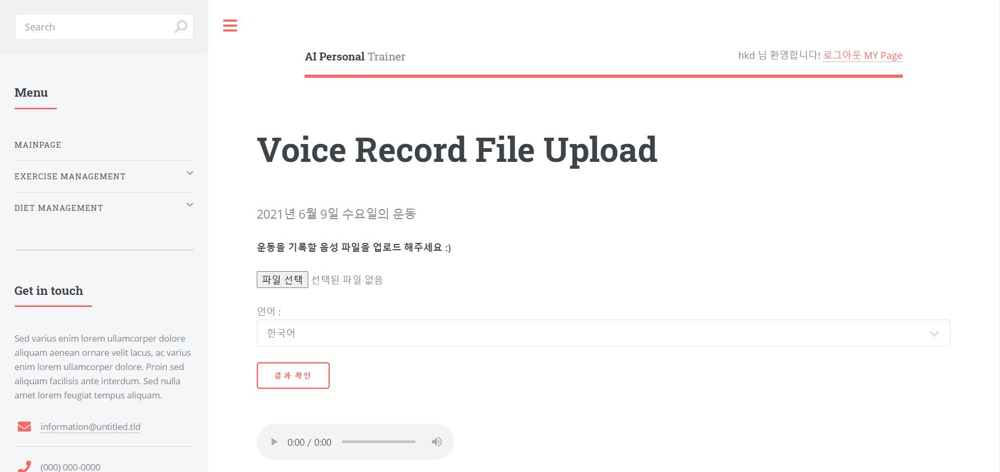 Search
Menu
MAINPAGE
EXERCISE MANAGEMENT
DIET MANAGEMENT
Get in touch
Sed varius enim lorem ullamcorper dolore
aliquam aenean ornare velit lacus, ac varius
enim lorem ullamcorper dolore. Proin sed
aliquam facilisis ante interdum. Sed nulla
amet lorem feugiat tempus aliquam.
information@untitled.tld
(000) 000-0000
AI Personal Trainer
hkd 님 환영합니다! 로그아웃 MY Page
Voice Record File Upload
2021년 6월 9일 수요일의 운동
운동을 기록할 음성 파일을 업로드 해주세요 :)
파일 선택 선택된 파일 없음
언어 :
한국어
결과 확인
0:00 / 0:00